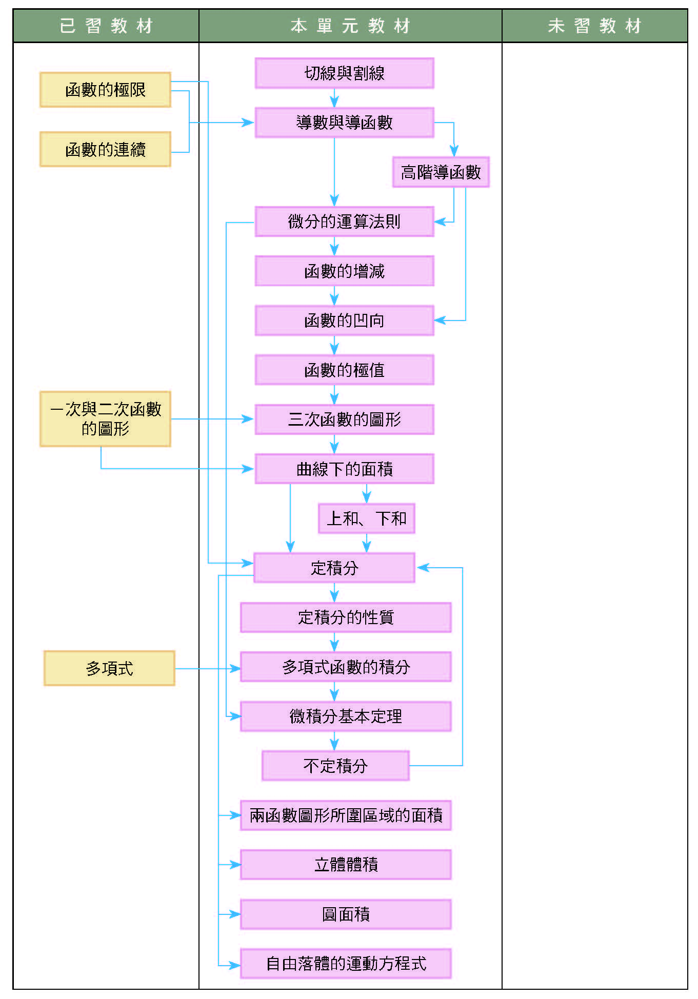 已習教材
本單元教材
未習教材
切線與割線
函數的極限
導數與導函數
函數的連續
高階導函數
微分的運算法則
函數的增減
函數的凹向
函數的極值
一次與二次函數
的圖形
三次函數的圖形
曲線下的面積
上和、下和
定積分
定積分的性質
多項式
多項式函數的積分
微積分基本定理
不定積分
兩函數圖形所圍區域的面積
立體體積
圓面積
自由落體的運動方程式